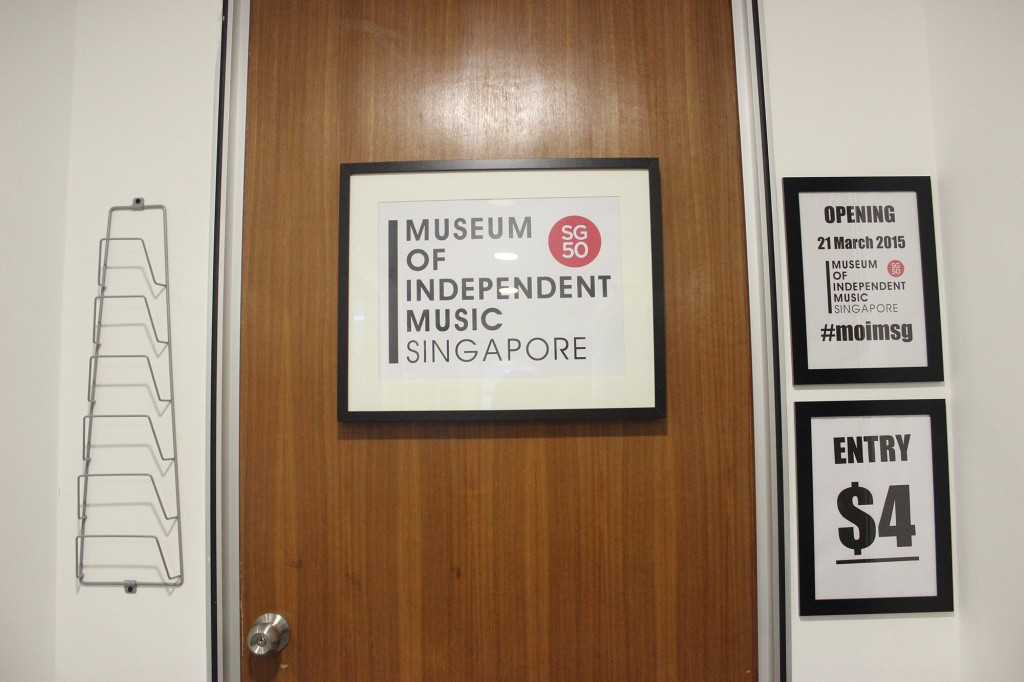 MUSEUM
OF
INDEPENDENT
MUSIC
SINGAPORE
SG
50
OPENING
21 March 2015
MUSEUM
OF
INDEPENDENT
MUSIC
SINGAPORE
SG
50
#moimsg
ENTRY
$4